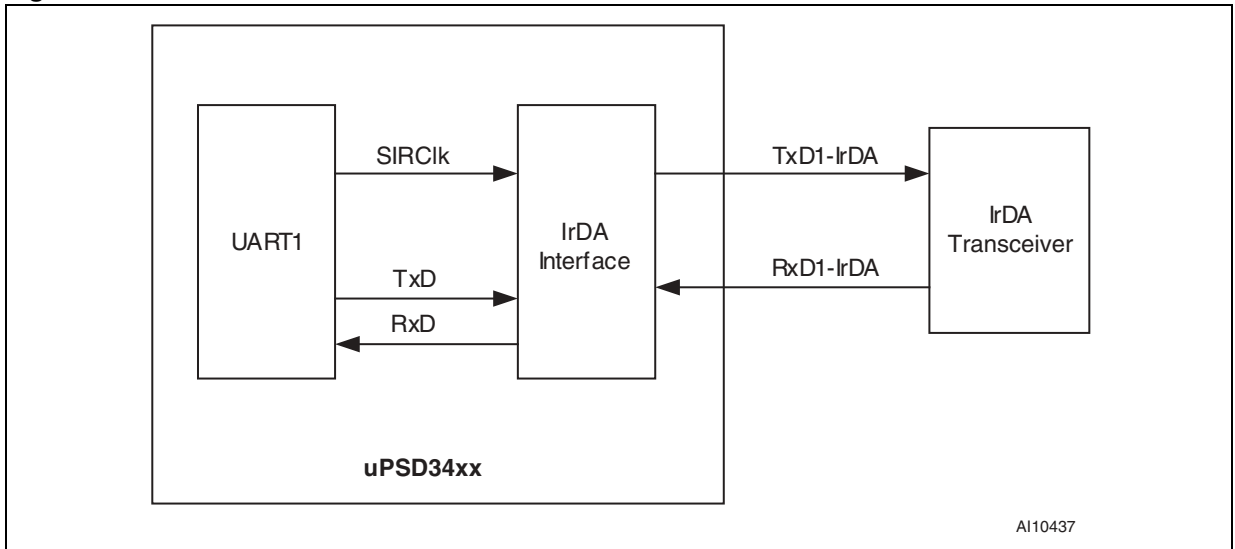 SIRClk
TxD1-IrDA
UART1
IrDA
Interface
IrDA
Transceiver
TxD
RxD1-IrDA
RxD
uPSD34xx
AI10437